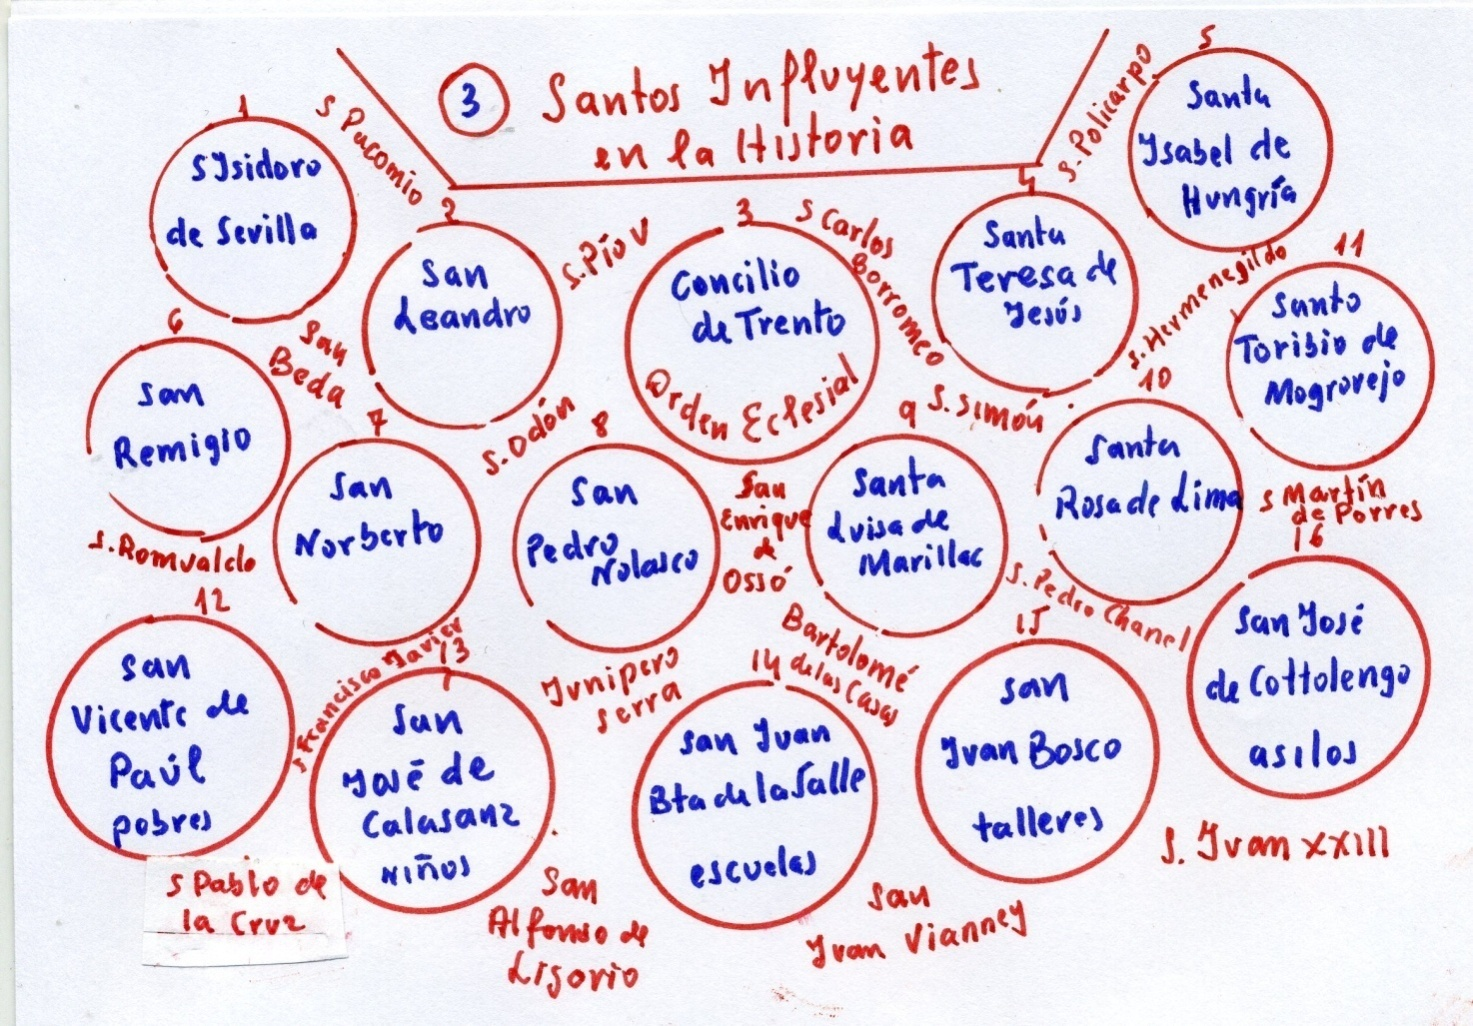 3 Santos Influyentes
en la Historia
1
S Isidoro
de Sevilla
S Pacomio
2
San
Leandro
S. Pío V
3
Concilio
de Trento
Orden Eclesial
S Carlos
Borromeo
4
Santa
Teresa de
Jesús
S. Policarpo
5
Santa
Isabel de
Hungría
6
San
Remigio
San
Beda
7
San
Norberto
S. Odón
8
San
Pedro
Nolasco
San
Enrique
de
Ossó
9
Santa
Luisa de
Marillac
S. Simón
10
Santa
Rosa de Lima
S. Hermenegildo
11
Santo
Toribio de
Mogrovejo
S. Romualdo
12
San
Vicente de
Paúl
pobres
S Francisco Javier
13
San
José de
Calasanz
niños
Junipero
Serra
14
San Juan
Bta de la Salle
escuelas
Bartolomé
de las Casas
15
San
Juan Bosco
talleres
S. Pedro Chanel
S Martín
de Porres
16
San José
de Cottolengo
asilos
S Pablo de
la Cruz
San
Alfonso de
Ligorio
San
Juan Vianney
S. Juan XXIII